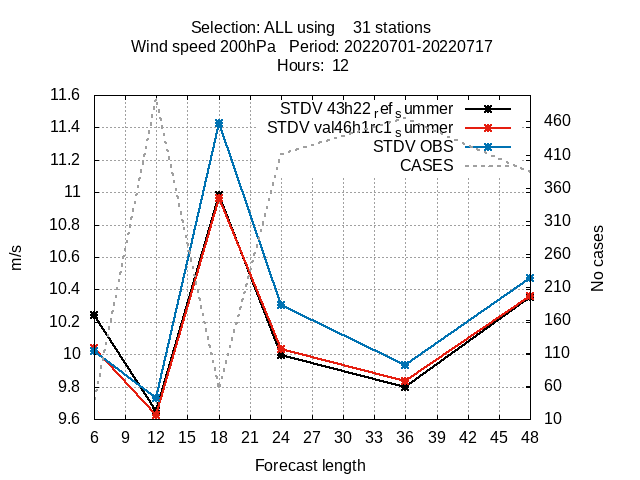 Selection: ALL using    31 stations
Wind speed 200hPa   Period: 20220701-20220717
Hours:  12
STDV 43h22refsummer
STDV val46h1rc1summer
STDV OBS
CASES
11.6
11.4
11.2
11
10.8
10.6
10.4
10.2
10
9.8
9.6
m/s
460
410
360
310
260
210
160
110
60
10
No cases
6 9 12 15 18 21 24 27 30 33 36 39 42 45 48
Forecast length